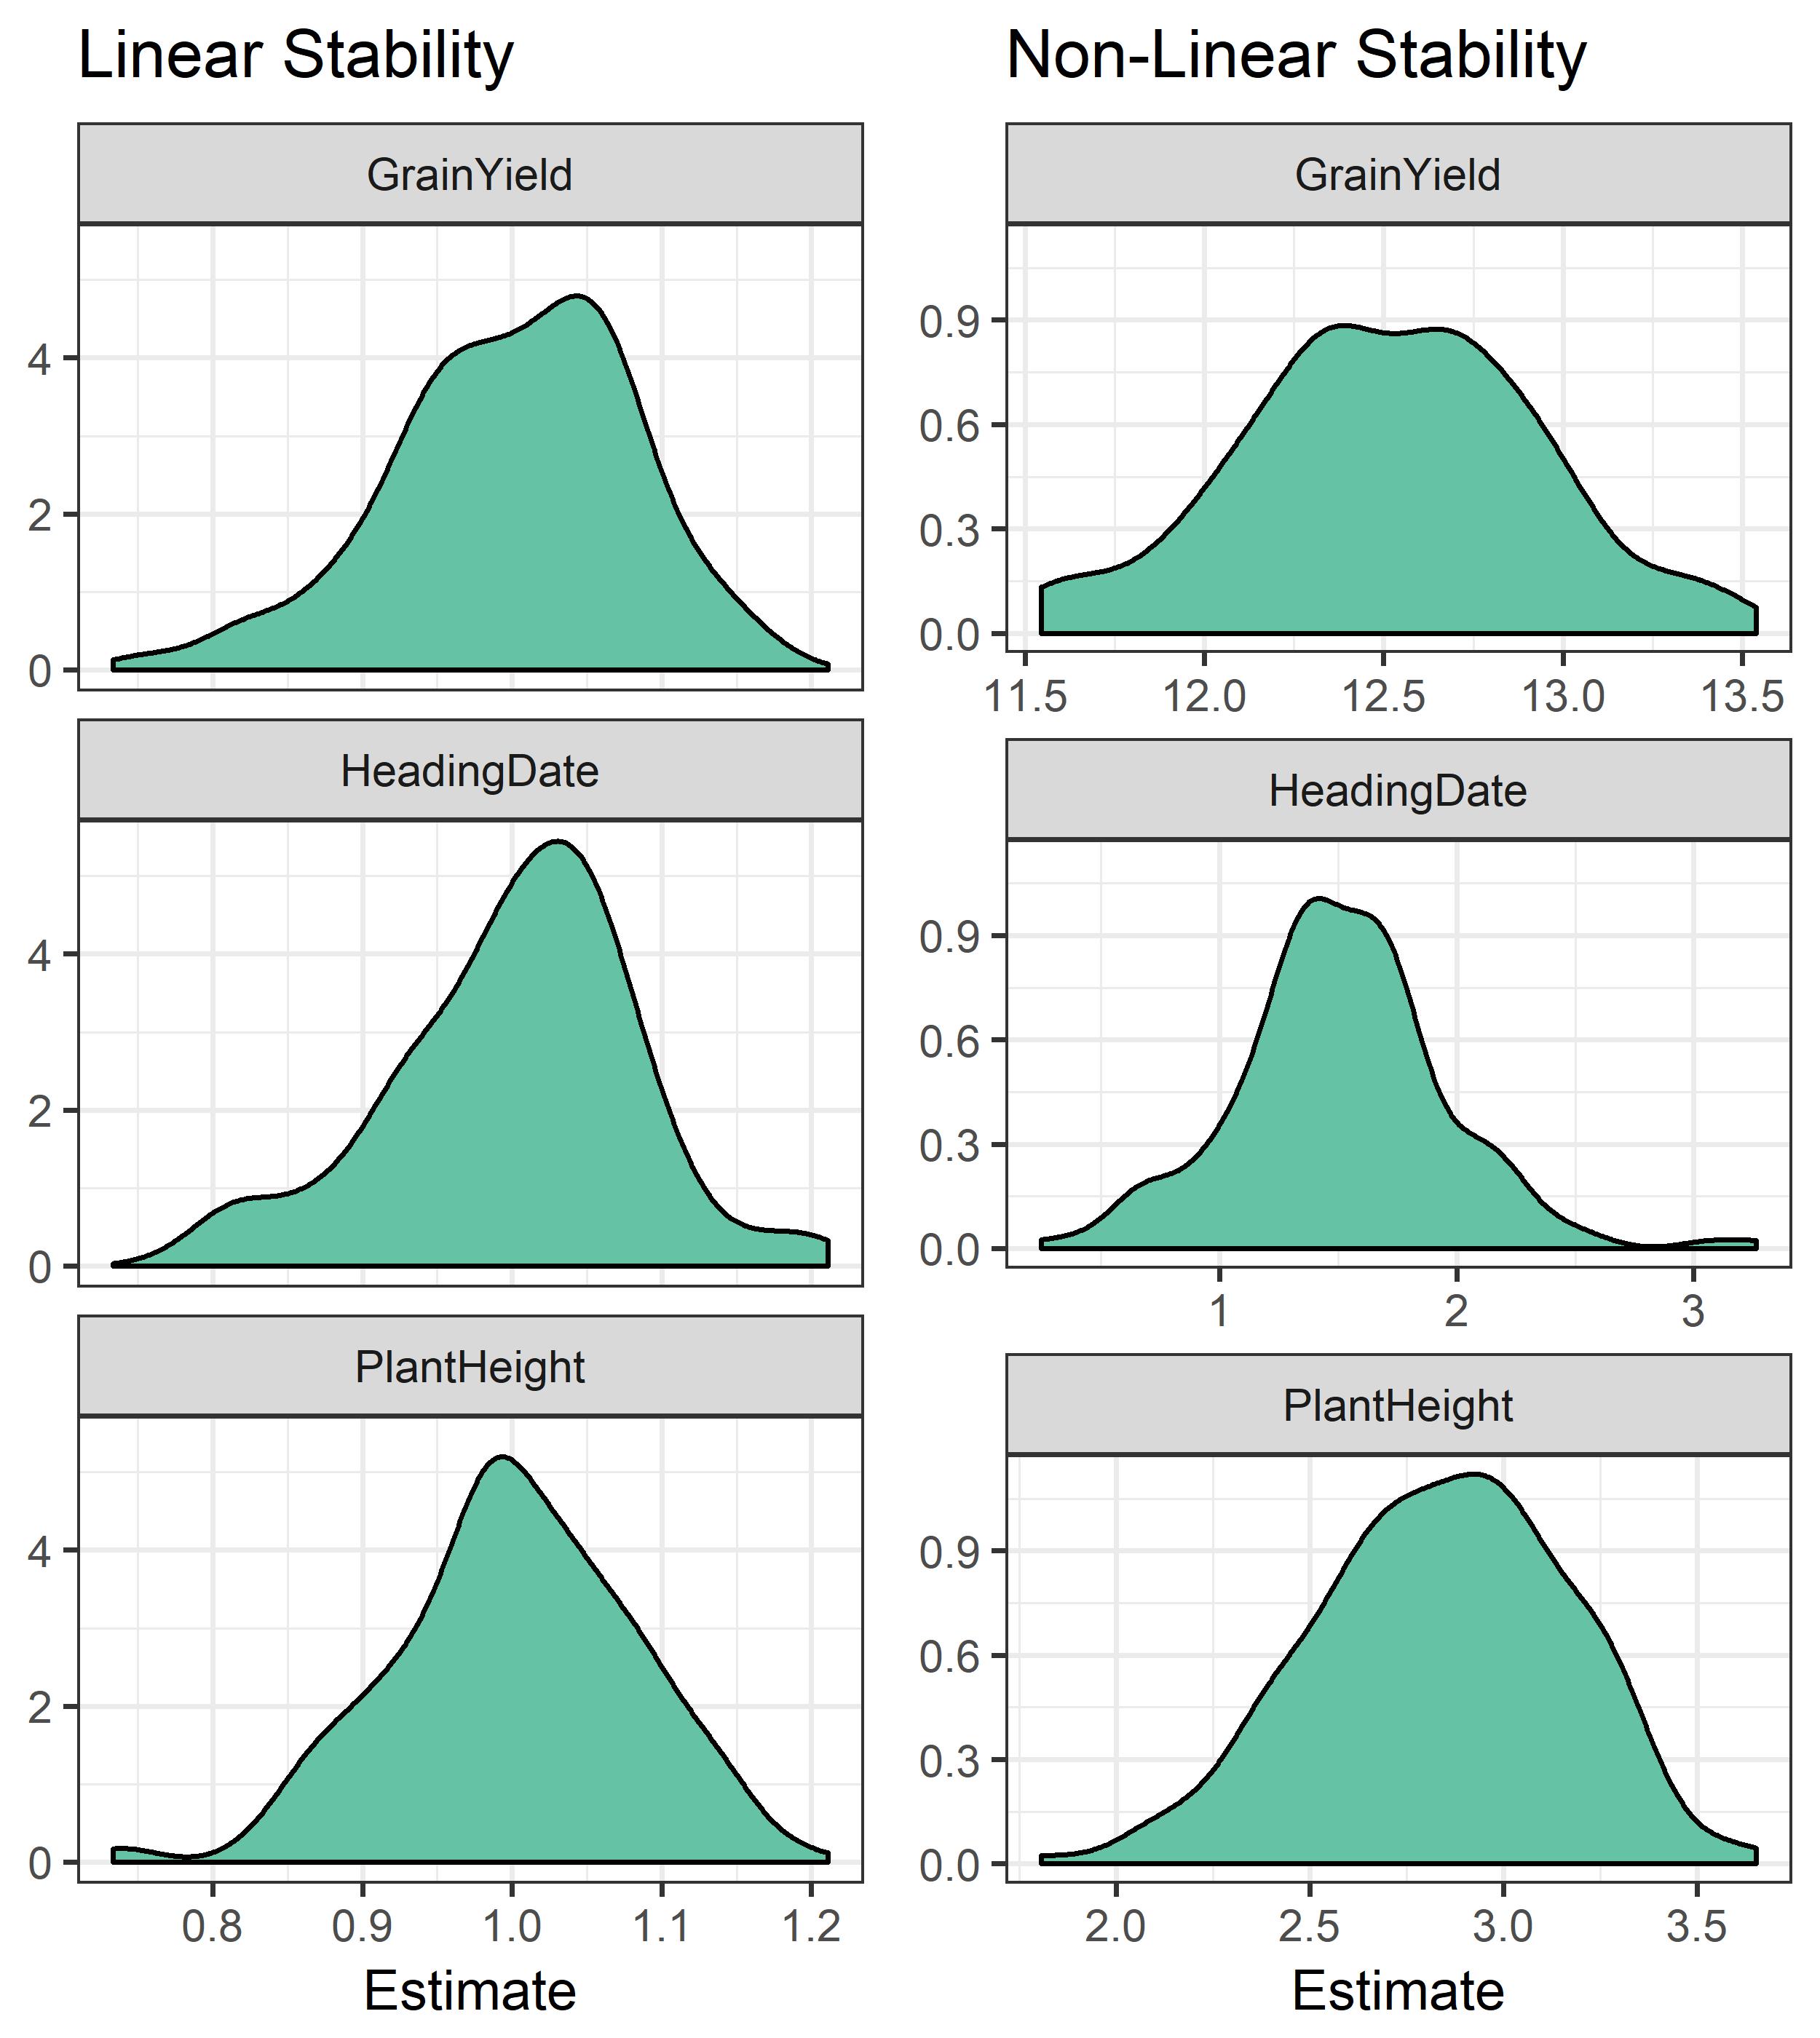 Linear Stability
GrainYield
4
2
0
HeadingDate
4
2
0
PlantHeight
4
2
0
0.8 0.9 1.0 1.1 1.2
Estimate
Non-Linear Stability
GrainYield
0.9
0.6
0.3
0.0
11.5 12.0 12.5 13.0 13.5
HeadingDate
0.9
0.6
0.3
0.0
1 2 3
PlantHeight
0.9
0.6
0.3
0.0
2.0 2.5 3.0 3.5
Estimate